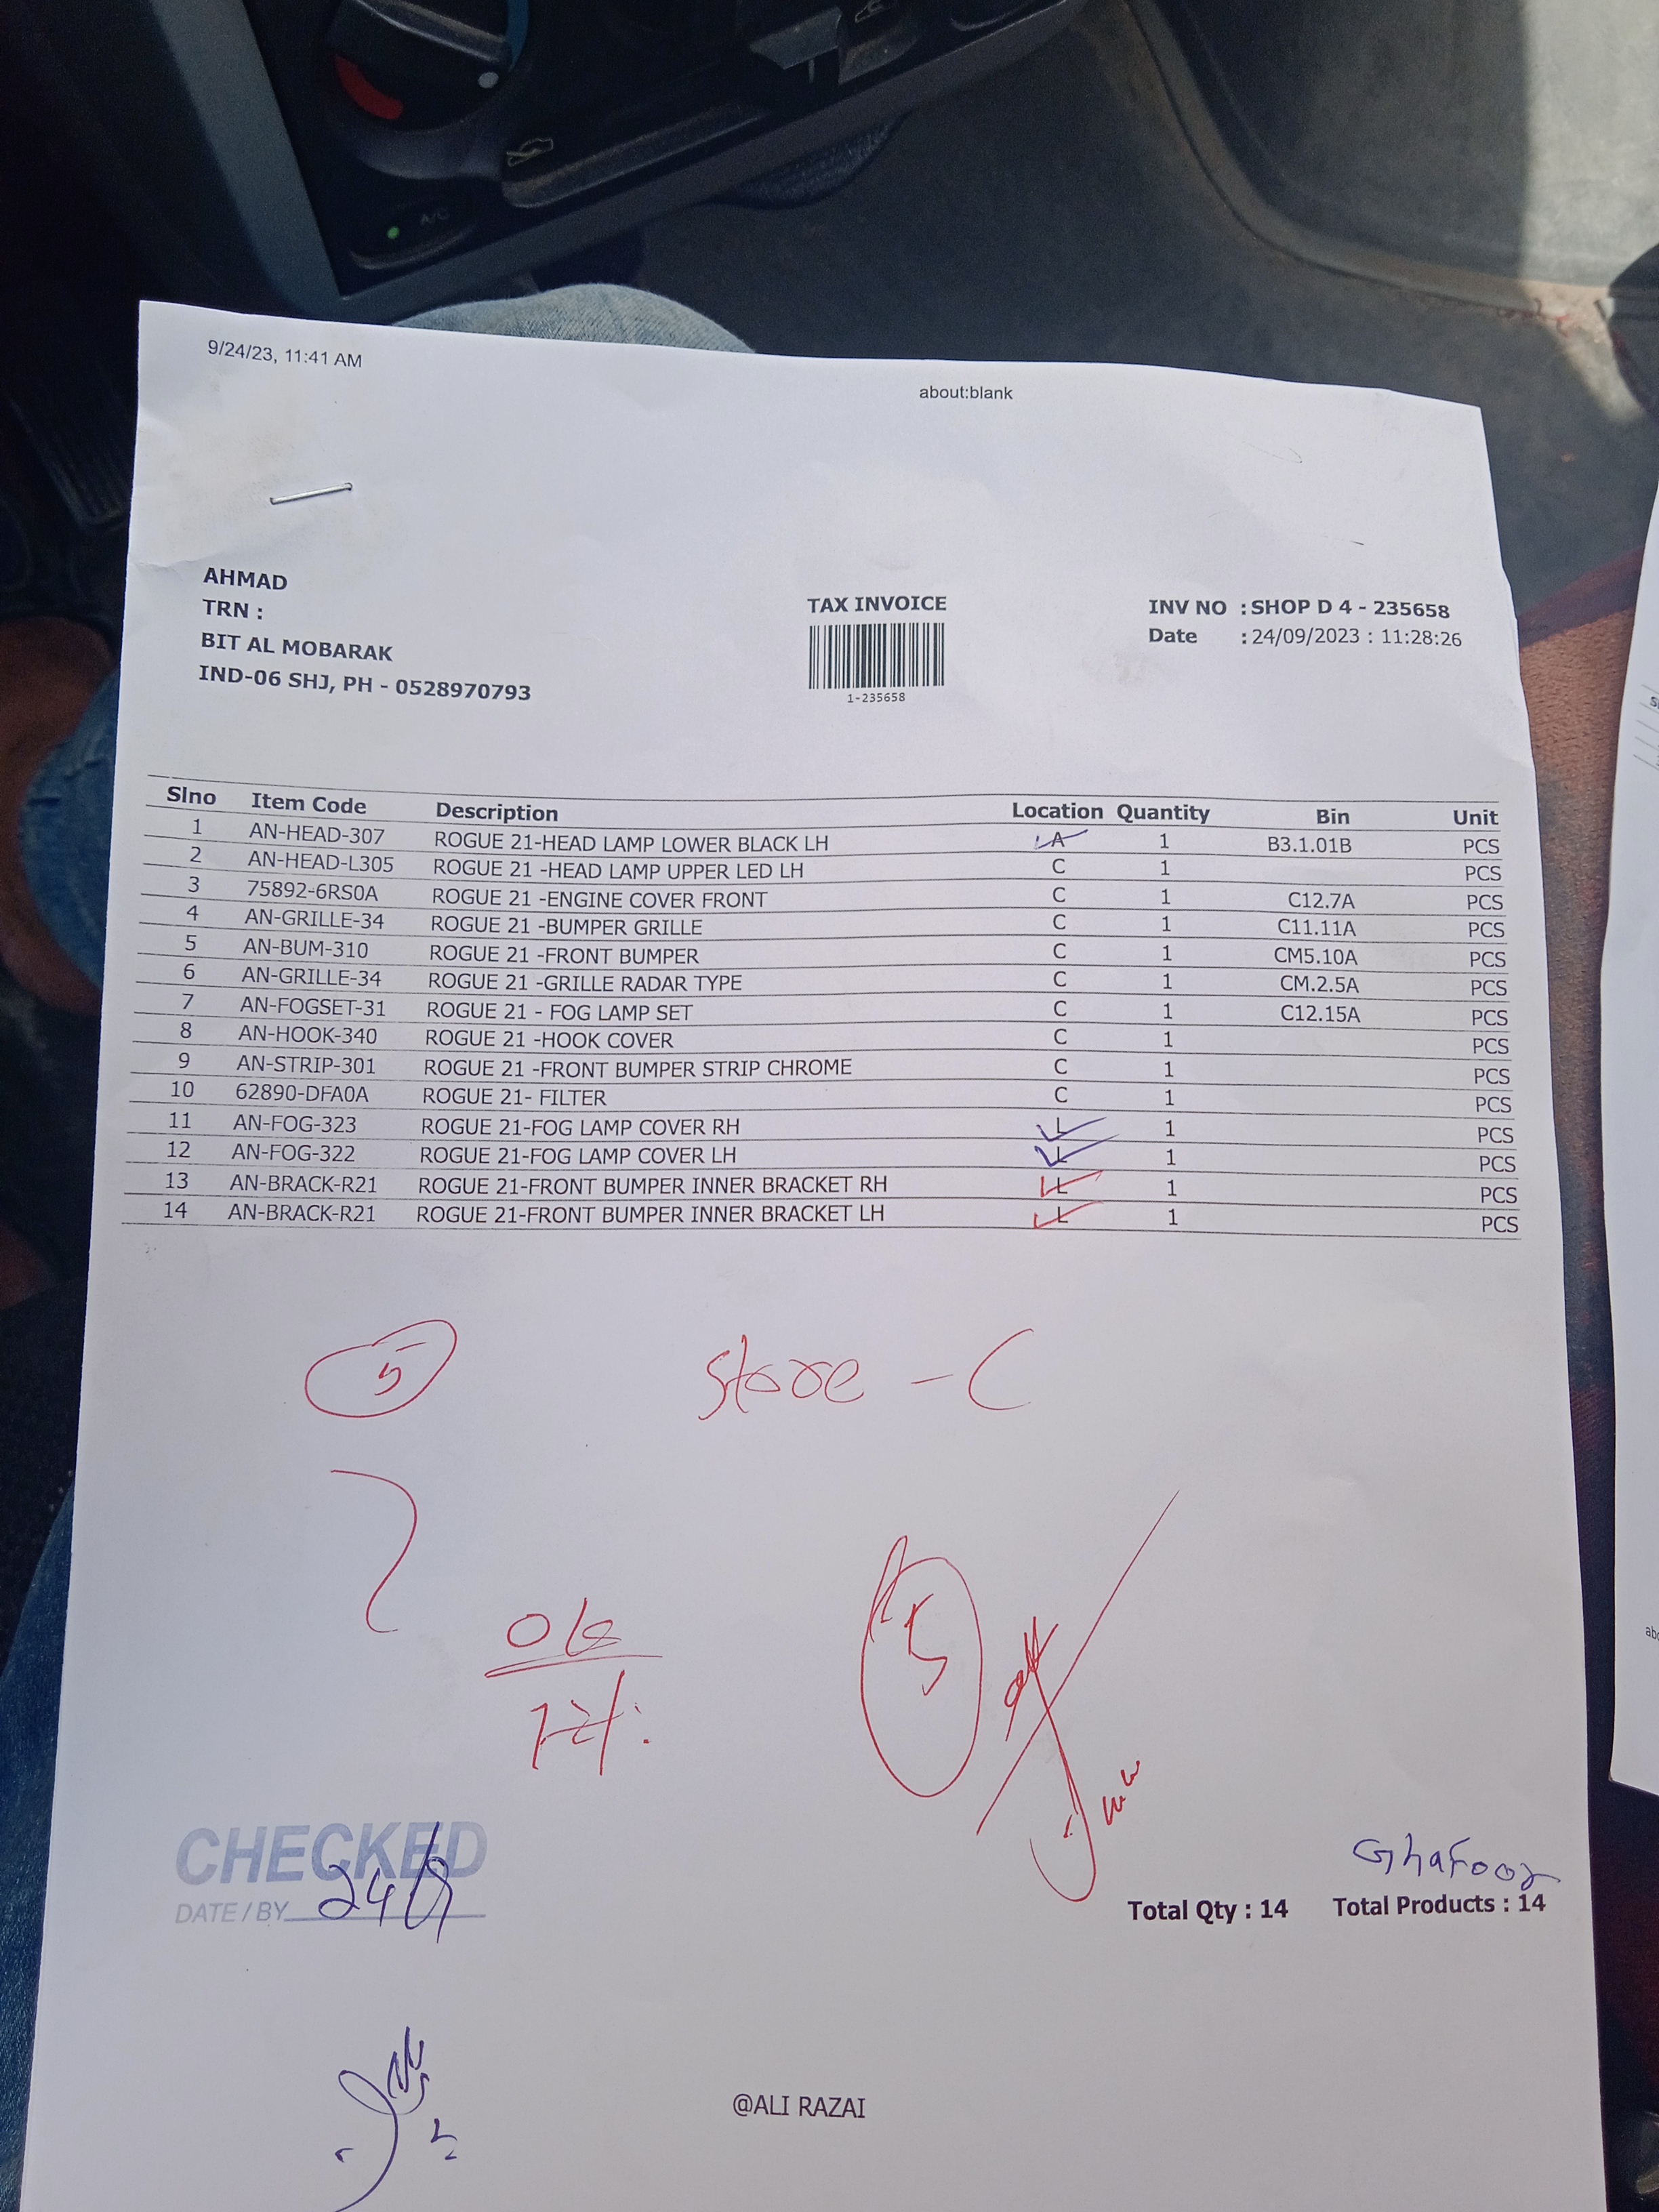 A/C
9/24/23, 11:41 AM
about:blank
AHMAD
TRN :
BIT AL MOBARAK
IND-06 SHJ, PH - 0528970793
TAX INVOICE
1-235658
INV NO : SHOP D 4 - 235658
Date : 24/09/2023 : 11:28:26
Slno Item Code Description Location Quantity Bin Unit
1 AN-HEAD-307 ROGUE 21-HEAD LAMP LOWER BLACK LH A 1 B3.1.01B PCS
2 AN-HEAD-L305 ROGUE 21 -HEAD LAMP UPPER LED LH C 1 PCS
3 75892-6RS0A ROGUE 21 -ENGINE COVER FRONT C 1 C12.7A PCS
4 AN-GRILLE-34 ROGUE 21 -BUMPER GRILLE C 1 C11.11A PCS
5 AN-BUM-310 ROGUE 21 -FRONT BUMPER C 1 CM5.10A PCS
6 AN-GRILLE-34 ROGUE 21 -GRILLE RADAR TYPE C 1 CM.2.5A PCS
7 AN-FOGSET-31 ROGUE 21 - FOG LAMP SET C 1 C12.15A PCS
8 AN-HOOK-340 ROGUE 21 -HOOK COVER C 1 PCS
9 AN-STRIP-301 ROGUE 21 -FRONT BUMPER STRIP CHROME C 1 PCS
10 62890-DFA0A ROGUE 21- FILTER C 1 PCS
11 AN-FOG-323 ROGUE 21-FOG LAMP COVER RH L 1 PCS
12 AN-FOG-322 ROGUE 21-FOG LAMP COVER LH L 1 PCS
13 AN-BRACK-R21 ROGUE 21-FRONT BUMPER INNER BRACKET RH L 1 PCS
14 AN-BRACK-R21 ROGUE 21-FRONT BUMPER INNER BRACKET LH L 1 PCS
5 store - C
Ok
5
CHECKED
DATE / BY 24/9
Ghafoor
Total Qty : 14 Total Products : 14
@ALI RAZAI